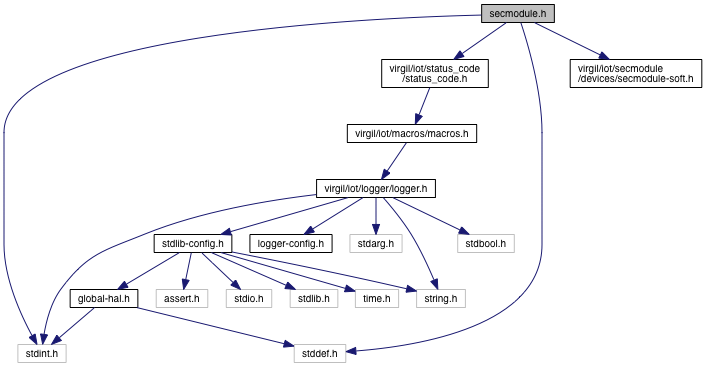 secmodule.h
virgil/iot/status_code
/status_code.h
virgil/iot/secmodule
/devices/secmodule-soft.h
virgil/iot/macros/macros.h
virgil/iot/logger/logger.h
stdlib-config.h
logger-config.h
stdarg.h
stdbool.h
global-hal.h
assert.h
stdio.h
stdlib.h
time.h
string.h
stdint.h
stddef.h